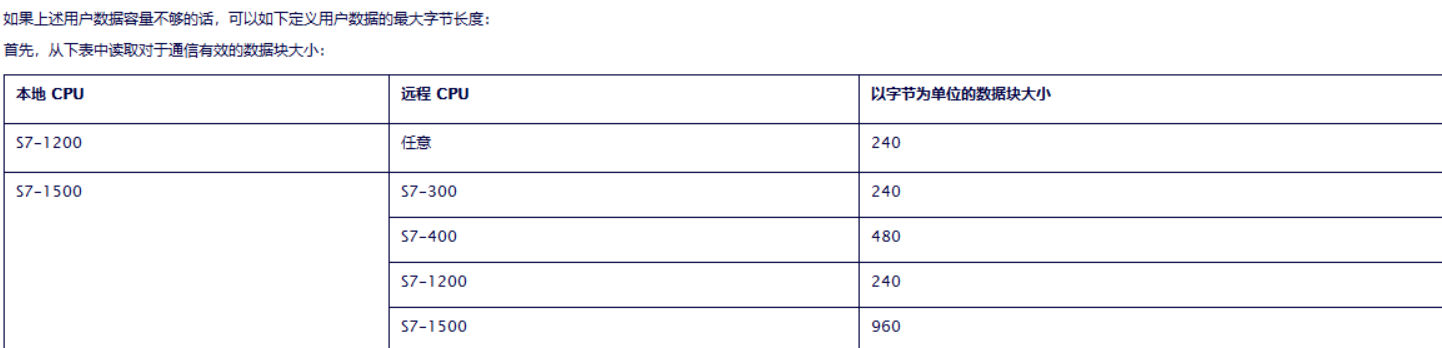 如果上述用户数据容量不够的话，可以如下定义用户数据的最大字节长度：
首先，从下表中读取对于通信有效的数据块大小：
本地 CPU 远程 CPU 以字节为单位的数据块大小
S7-1200 任意 240
S7-1500 S7-300 240
S7-400 480
S7-1200 240
S7-1500 960